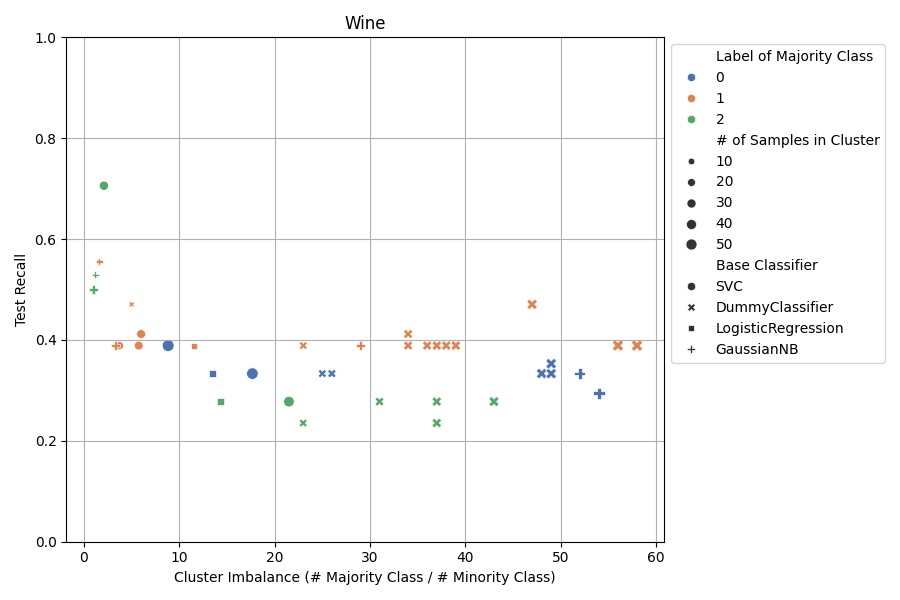 Wine
1.0
0.8
0.6
0.4
0.2
0.0
Test Recall
0 10 20 30 40 50 60
Cluster Imbalance (# Majority Class / # Minority Class)
Label of Majority Class
0
1
2
# of Samples in Cluster
10
20
30
40
50
Base Classifier
SVC
DummyClassifier
LogisticRegression
GaussianNB